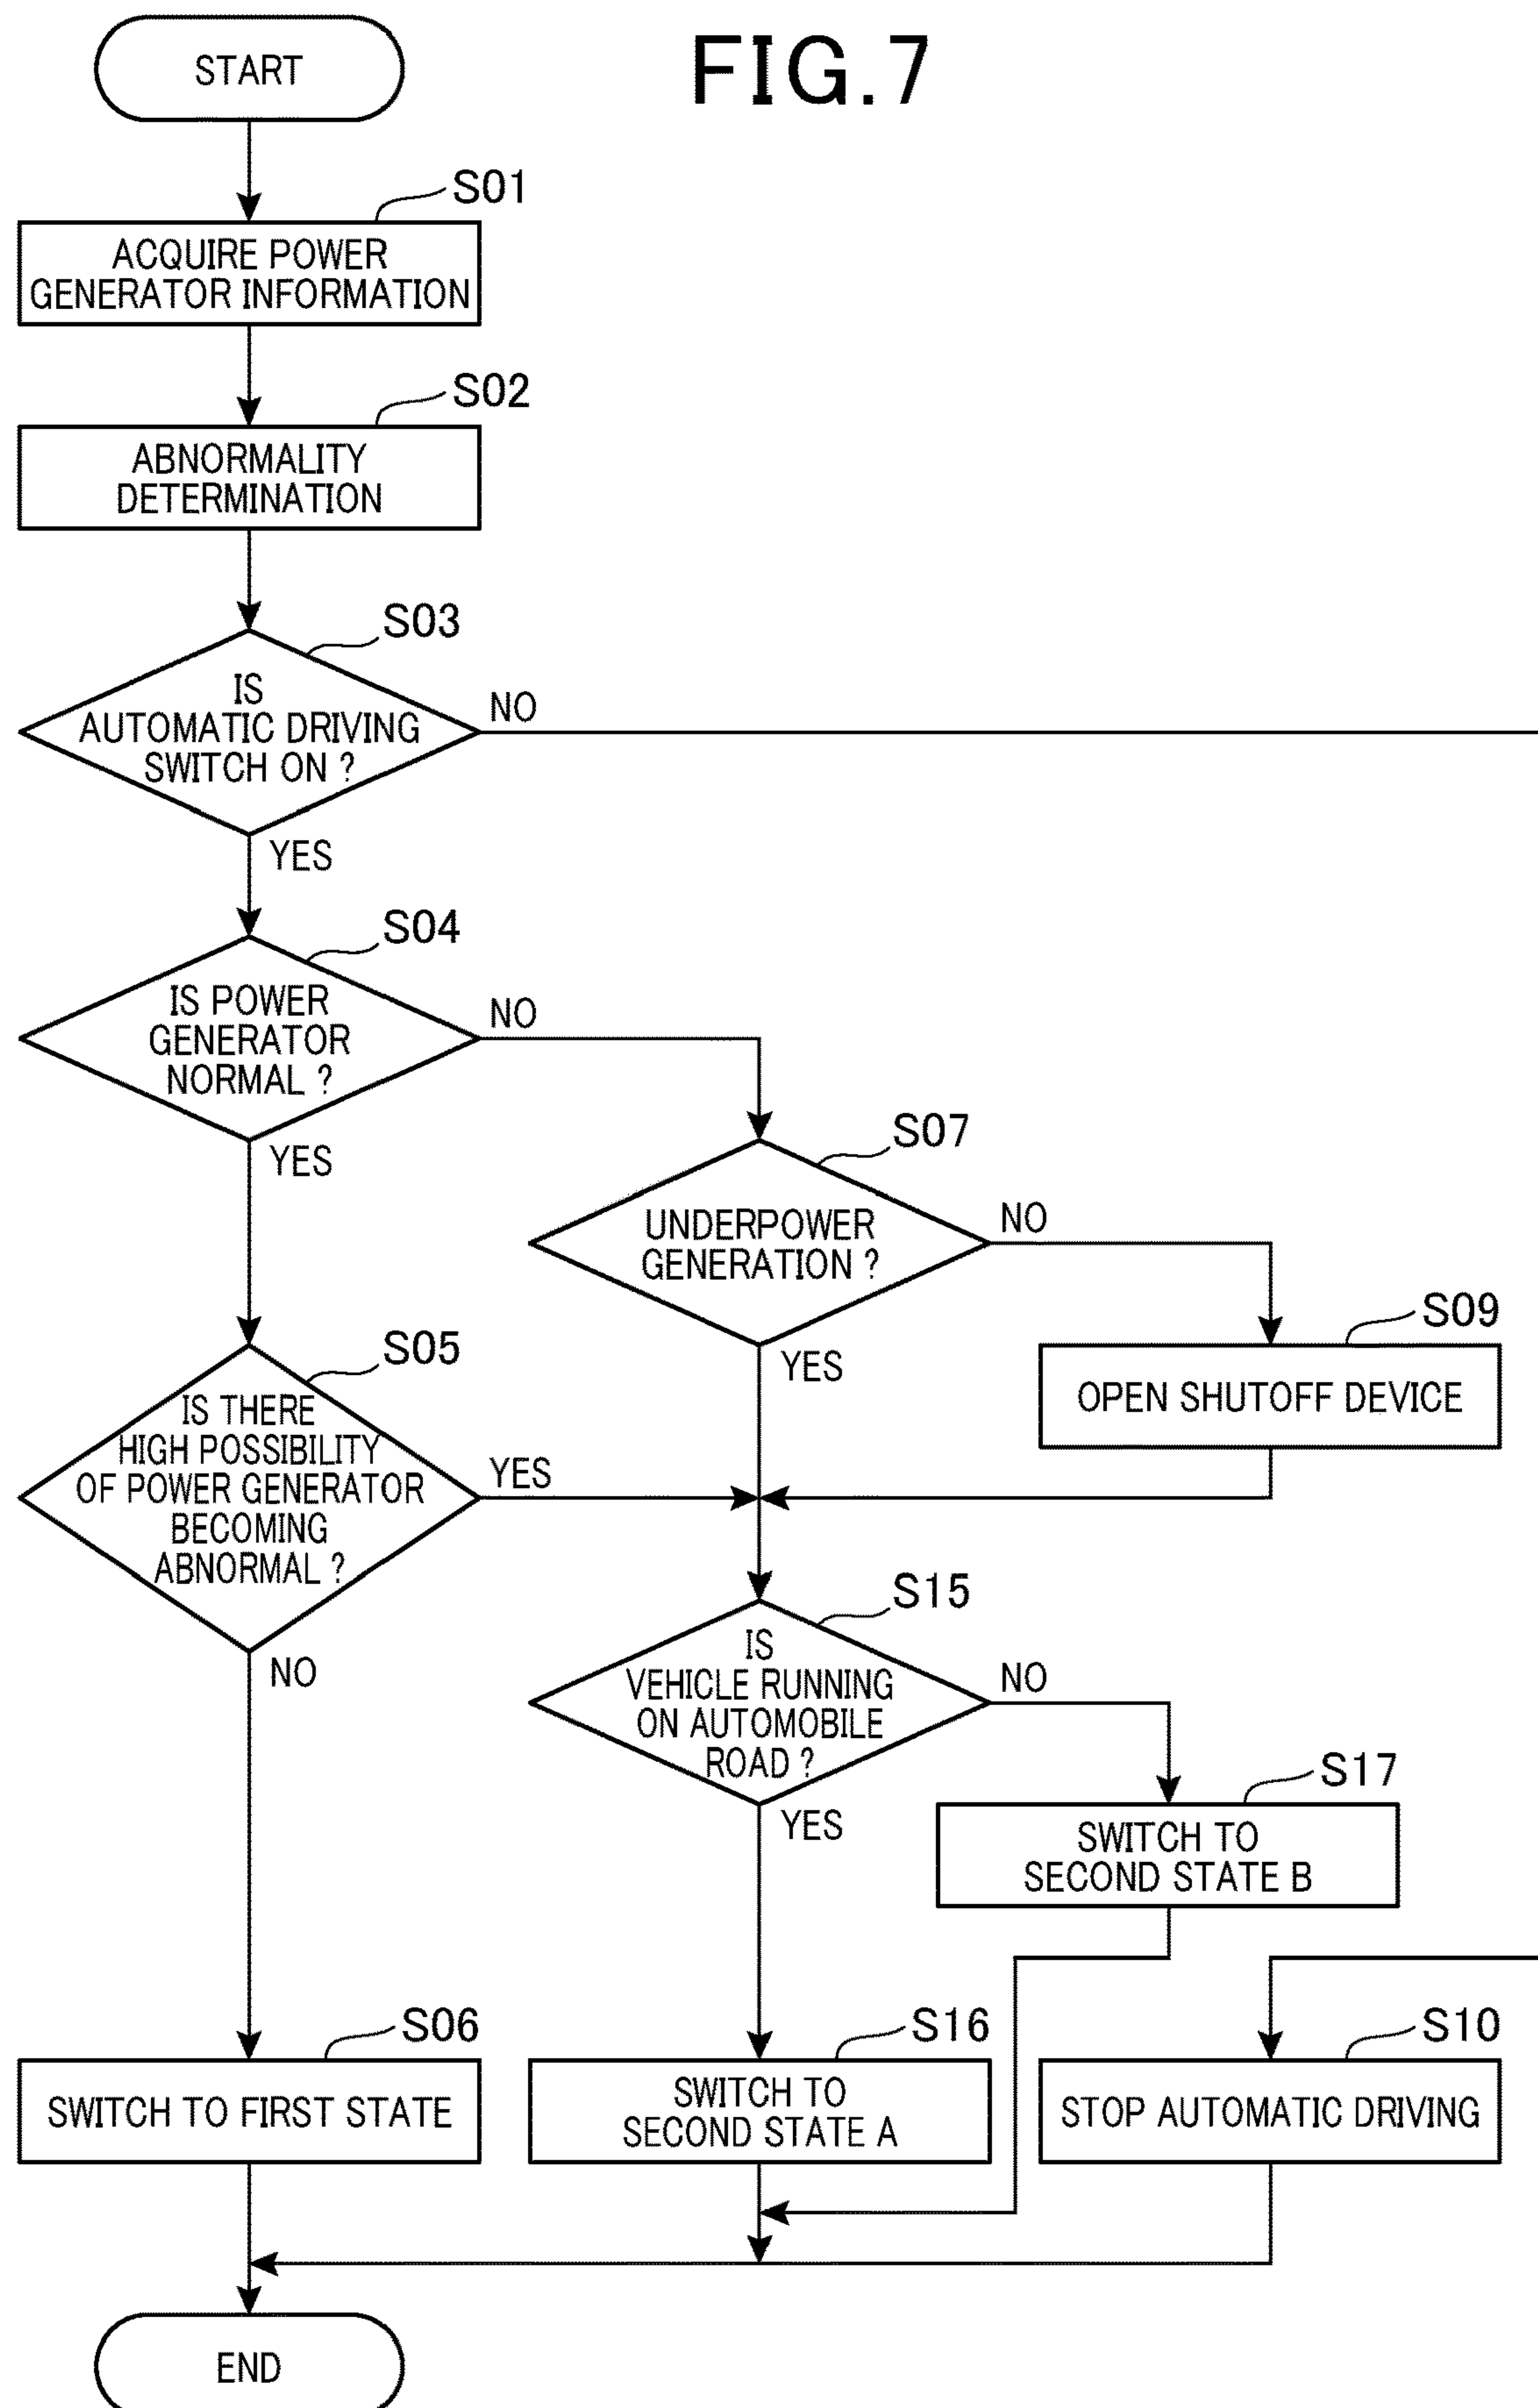 FIG.7
START
S01
ACQUIRE POWER
GENERATOR INFORMATION
S02
ABNORMALITY
DETERMINATION
S03
IS
AUTOMATIC DRIVING
SWITCH ON ?
NO
YES
S04
IS POWER
GENERATOR
NORMAL ?
NO
YES
S07
UNDERPOWER
GENERATION ?
NO
YES
S09
OPEN SHUTOFF DEVICE
S05
IS THERE
HIGH POSSIBILITY
OF POWER GENERATOR
BECOMING
ABNORMAL ?
YES
NO
S15
IS
VEHICLE RUNNING
ON AUTOMOBILE
ROAD ?
NO
YES
S17
SWITCH TO
SECOND STATE B
S06
SWITCH TO FIRST STATE
S16
SWITCH TO
SECOND STATE A
S10
STOP AUTOMATIC DRIVING
END